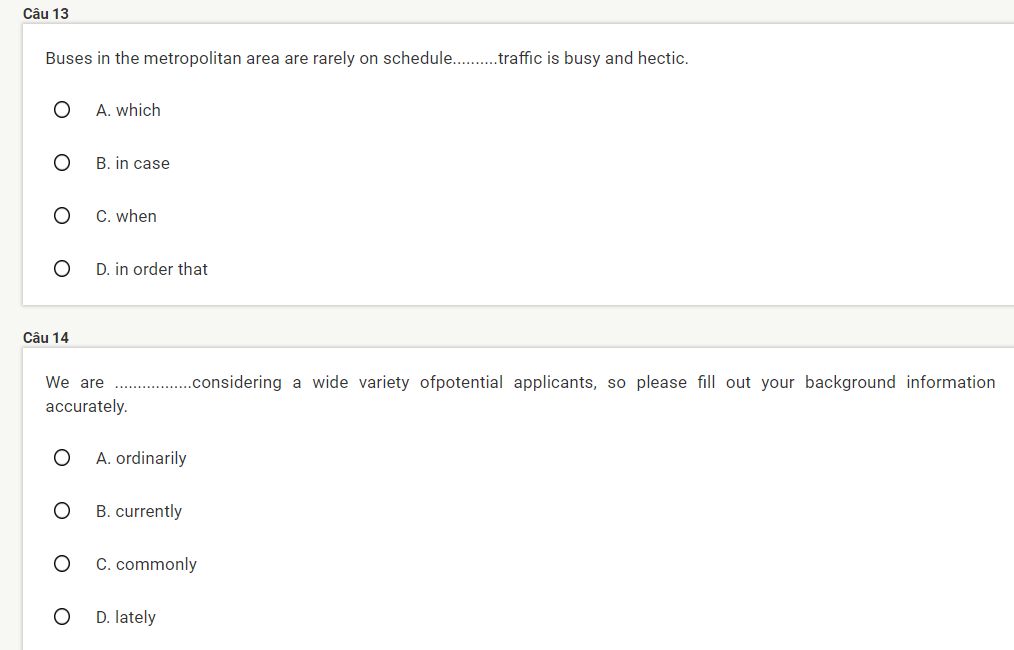 Câu 13
Buses in the metropolitan area are rarely on schedule..........traffic is busy and hectic.
A. which
B. in case
C. when
D. in order that
Câu 14
We are .................considering a wide variety ofpotential applicants, so please fill out your background information
accurately.
A. ordinarily
B. currently
C. commonly
D. lately